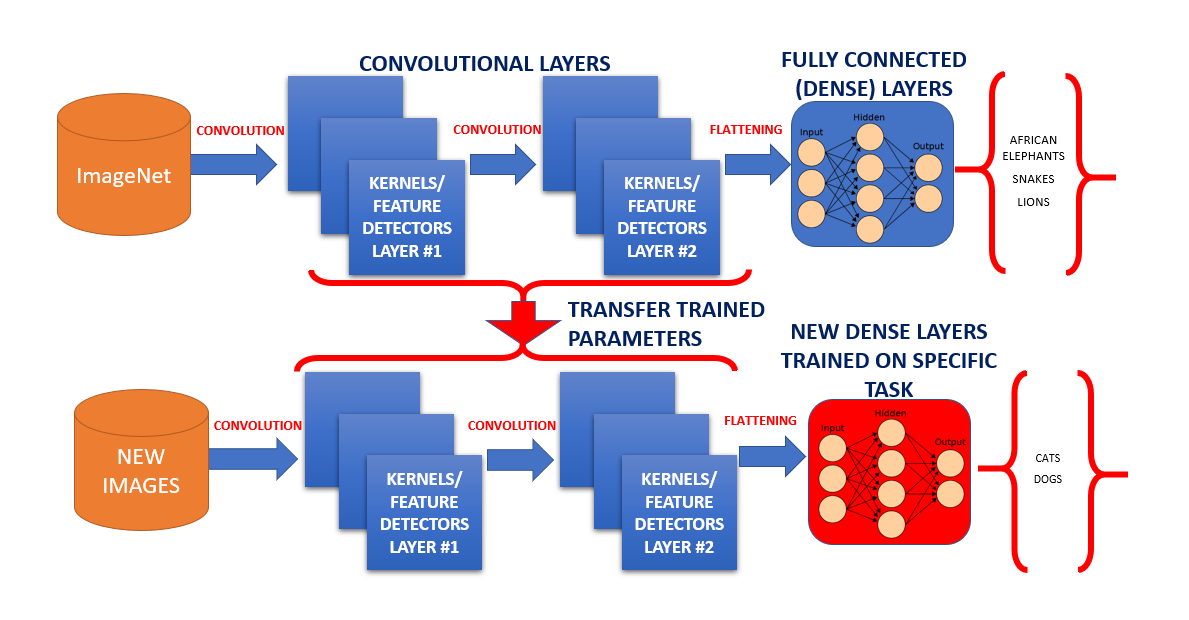 CONVOLUTIONAL LAYERS
FULLY CONNECTED
(DENSE) LAYERS
ImageNet
CONVOLUTION
KERNELS/
FEATURE
DETECTORS
LAYER #1
CONVOLUTION
KERNELS/
FEATURE
DETECTORS
LAYER #2
FLATTENING
Input
Hidden
Output
AFRICAN
ELEPHANTS
SNAKES
LIONS
TRANSFER TRAINED
PARAMETERS
NEW DENSE LAYERS
TRAINED ON SPECIFIC
TASK
NEW
IMAGES
CONVOLUTION
KERNELS/
FEATURE
DETECTORS
LAYER #1
CONVOLUTION
KERNELS/
FEATURE
DETECTORS
LAYER #2
FLATTENING
Input
Hidden
Output
CATS
DOGS